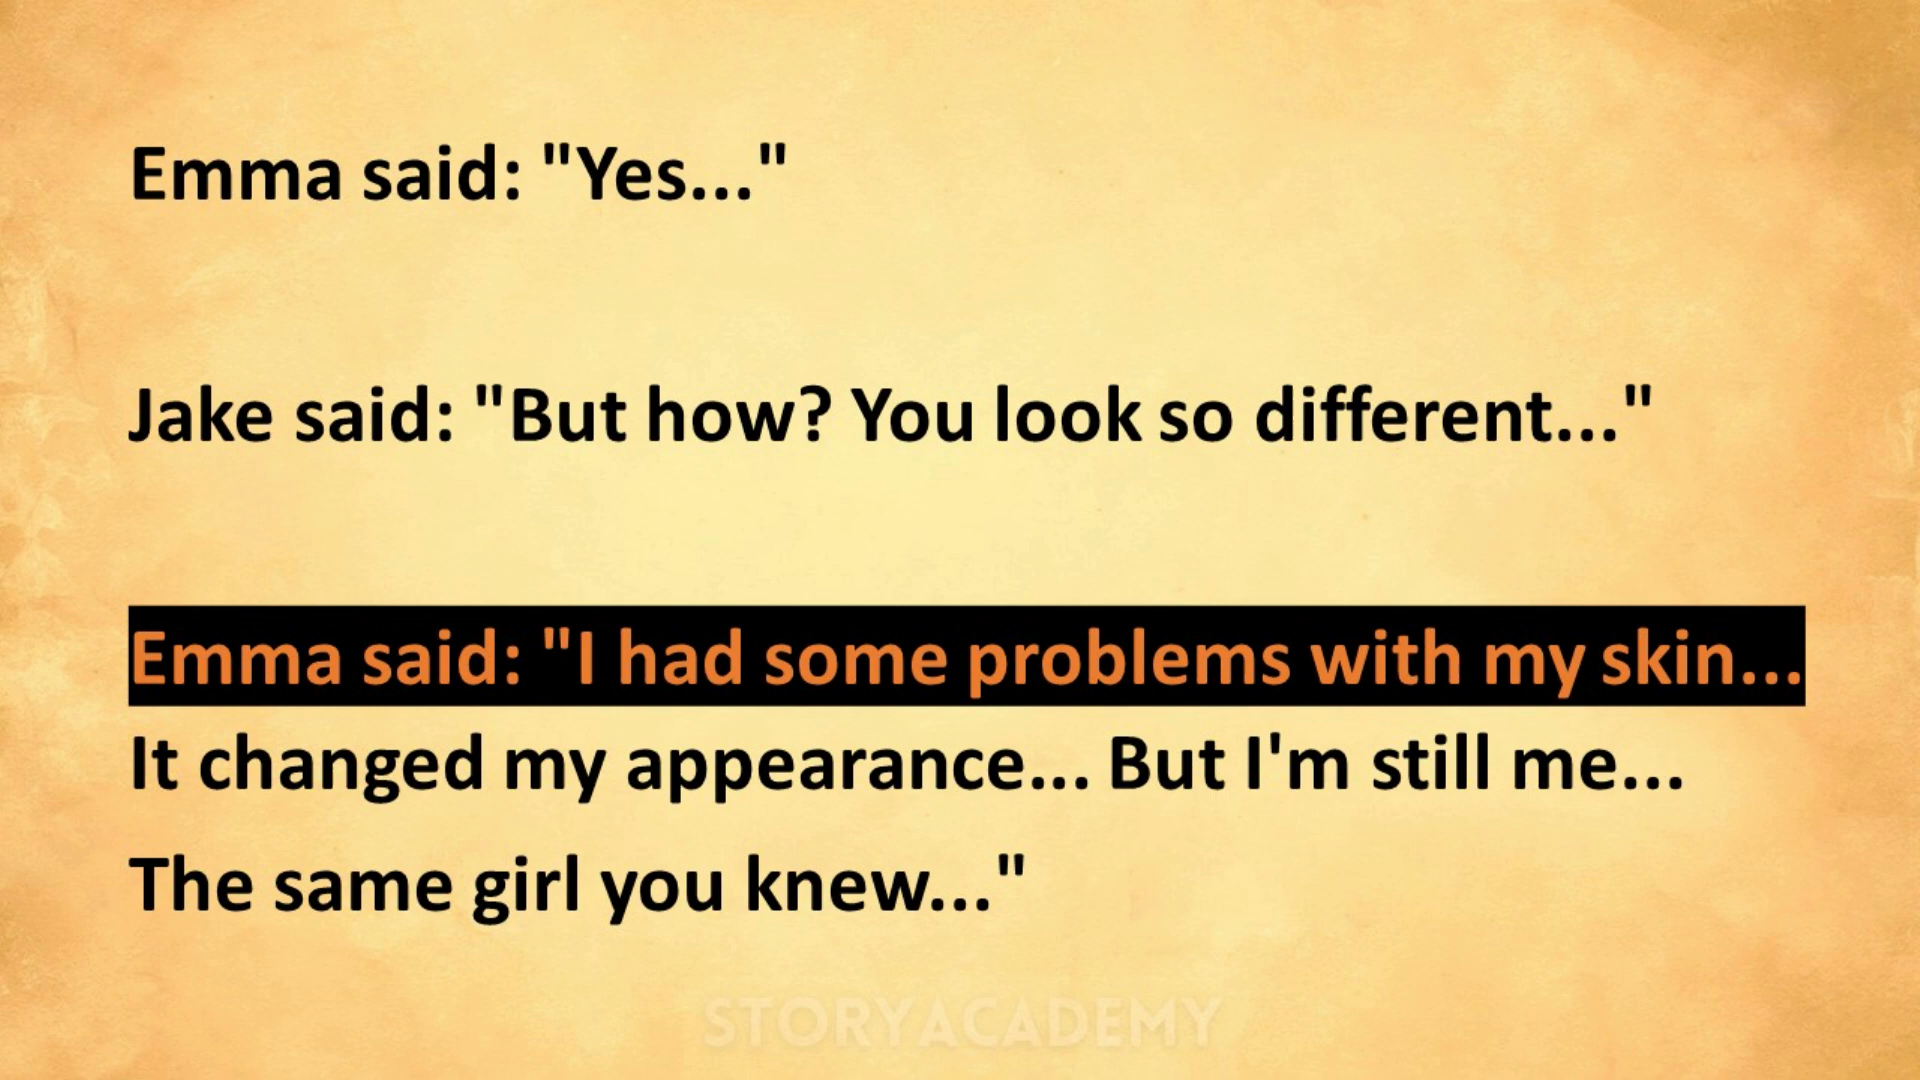 Emma said: "Yes..."
Jake said: "But how? You look so different..."
Emma said: "I had some problems with my skin...
It changed my appearance... But I'm still me...
The same girl you knew..."
STORYACADEMY